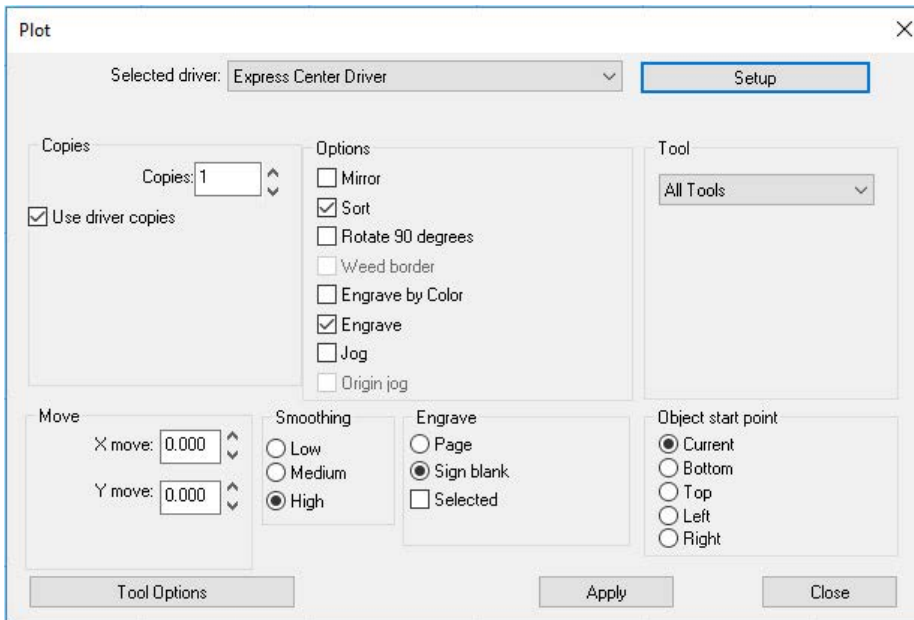 Plot
Selected driver: Express Center Driver Setup
Copies
Copies: 1
Use driver copies
Options
Mirror
Sort
Rotate 90 degrees
Weed border
Engrave by Color
Engrave
Jog
Origin jog
Tool
All Tools
Move
X move: 0.000
Y move: 0.000
Smoothing
Low
Medium
High
Engrave
Page
Sign blank
Selected
Object start point
Current
Bottom
Top
Left
Right
Tool Options Apply Close